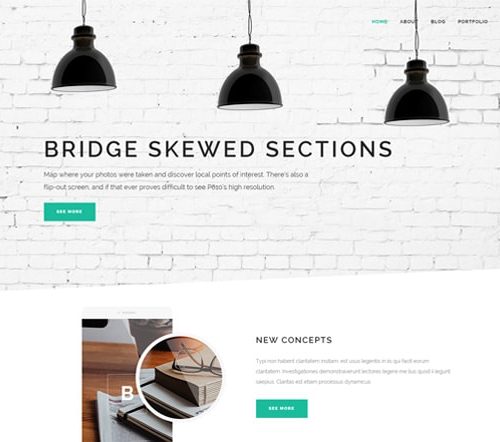 HOME ABOUT BLOG PORTFOLIO
BRIDGE SKEWED SECTIONS
Map where your photos were taken and discover local points of interest. There's also a
flip-out screen, and if that ever proves difficult to see Pēso's high resolution.
SEE MORE
NEW CONCEPTS
Typi non habent claritatem insitam est usus legentis in iis qui facit eorum
claritatem. Investigationes demonstraverunt lectores legere me lius quod ii legunt
saepius. Claritas est etiam processus dynamicus.
B
SEE MORE